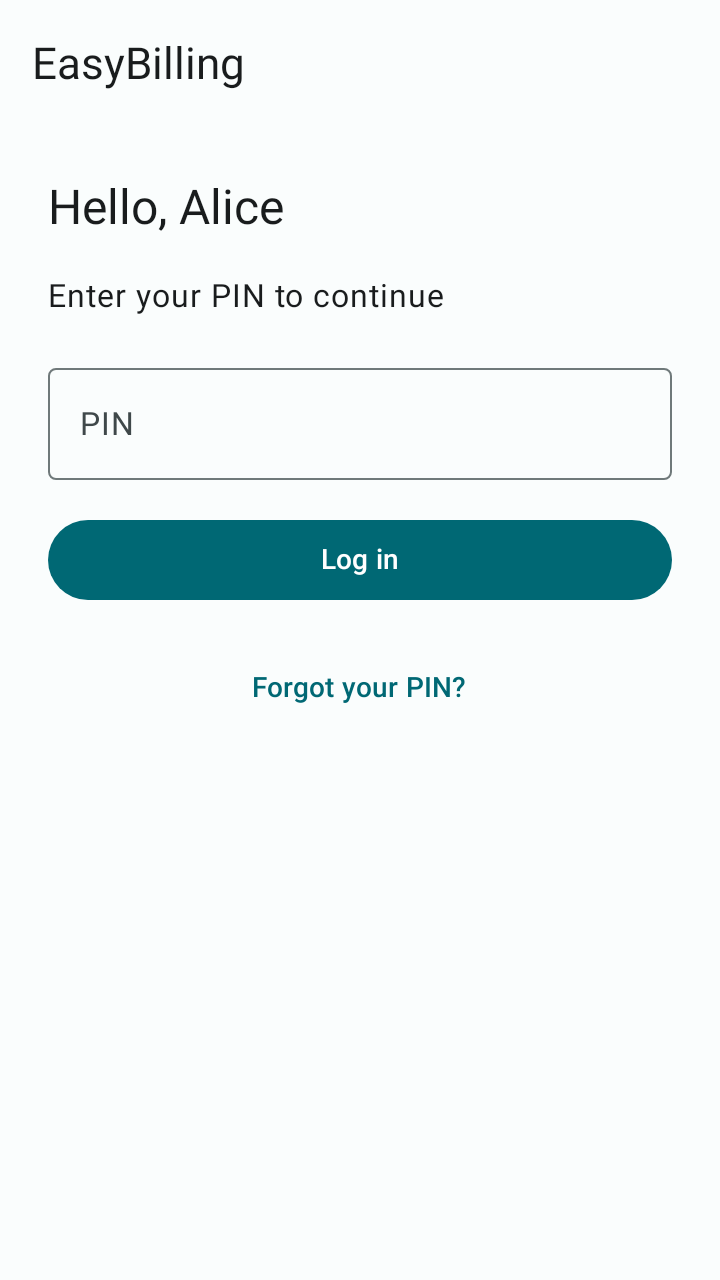 EasyBilling
Hello, Alice
Enter your PIN to continue
PIN
Log in
Forgot your PIN?